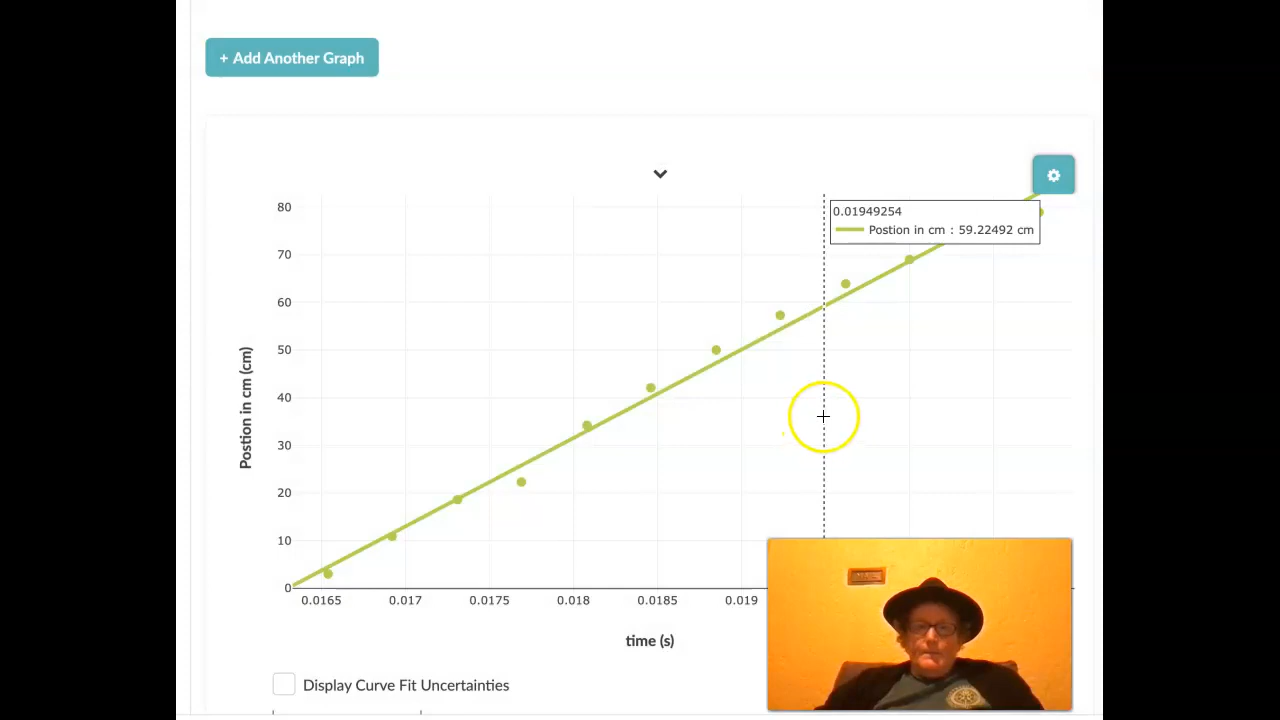 + Add Another Graph
80
0.01949254
Postion in cm : 59.22492 cm
70
60
50
40
30
20
10
0
Postion in cm (cm)
0.0165 0.017 0.0175 0.018 0.0185 0.019
time (s)
Display Curve Fit Uncertainties